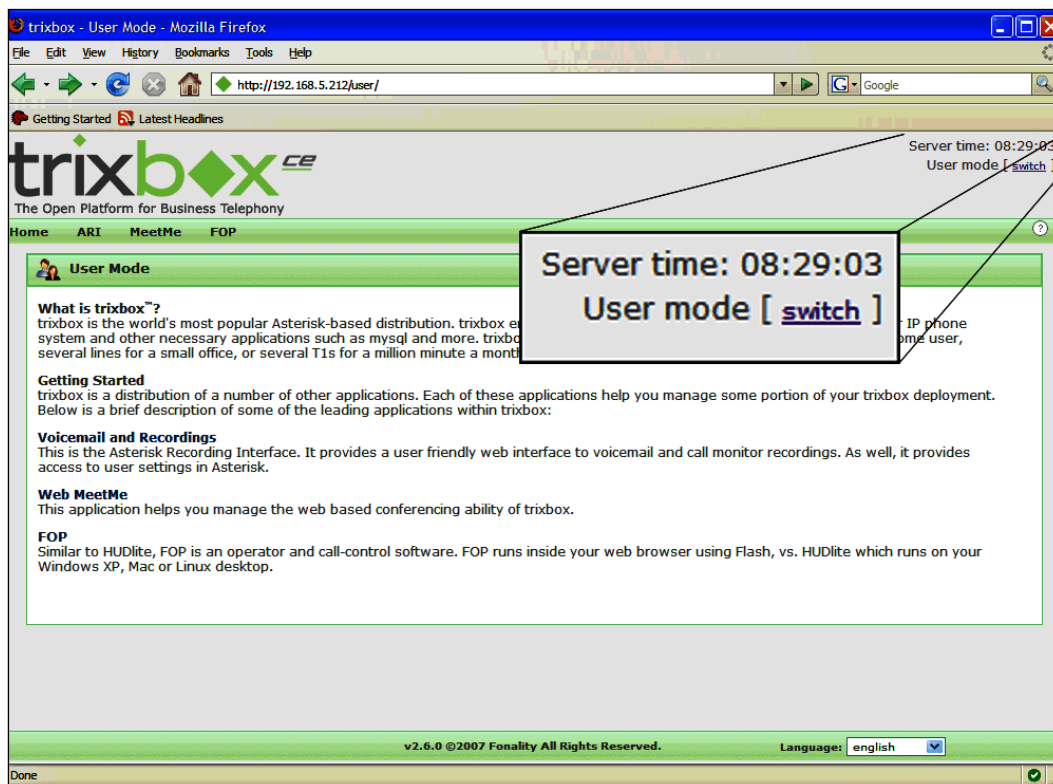 trixbox - User Mode - Mozilla Firefox
File Edit View History Bookmarks Tools Help
http://192.168.5.212/user/
G Google
Getting Started Latest Headlines
trixbox ce
The Open Platform for Business Telephony
Server time: 08:29:03
User mode [ switch ]
Home ARI MeetMe FOP ?
Server time: 08:29:03
User mode [ switch ]
User Mode
What is trixbox™?
trixbox is the world's most popular Asterisk-based distribution. trixbox IP phone
system and other necessary applications such as mysql and more. user,
several lines for a small office, or several T1s for a million minute a
Getting Started
trixbox is a distribution of a number of other applications. Each of these applications help you manage some portion of your trixbox deployment.
Below is a brief description of some of the leading applications within trixbox:
Voicemail and Recordings
This is the Asterisk Recording Interface. It provides a user friendly web interface to voicemail and call monitor recordings. As well, it provides
access to user settings in Asterisk.
Web MeetMe
This application helps you manage the web based conferencing ability of trixbox.
FOP
Similar to HUDlite, FOP is an operator and call-control software. FOP runs inside your web browser using Flash, vs. HUDlite which runs on your
Windows XP, Mac or Linux desktop.
v2.6.0 ©2007 Fonality All Rights Reserved. Language: english
Done